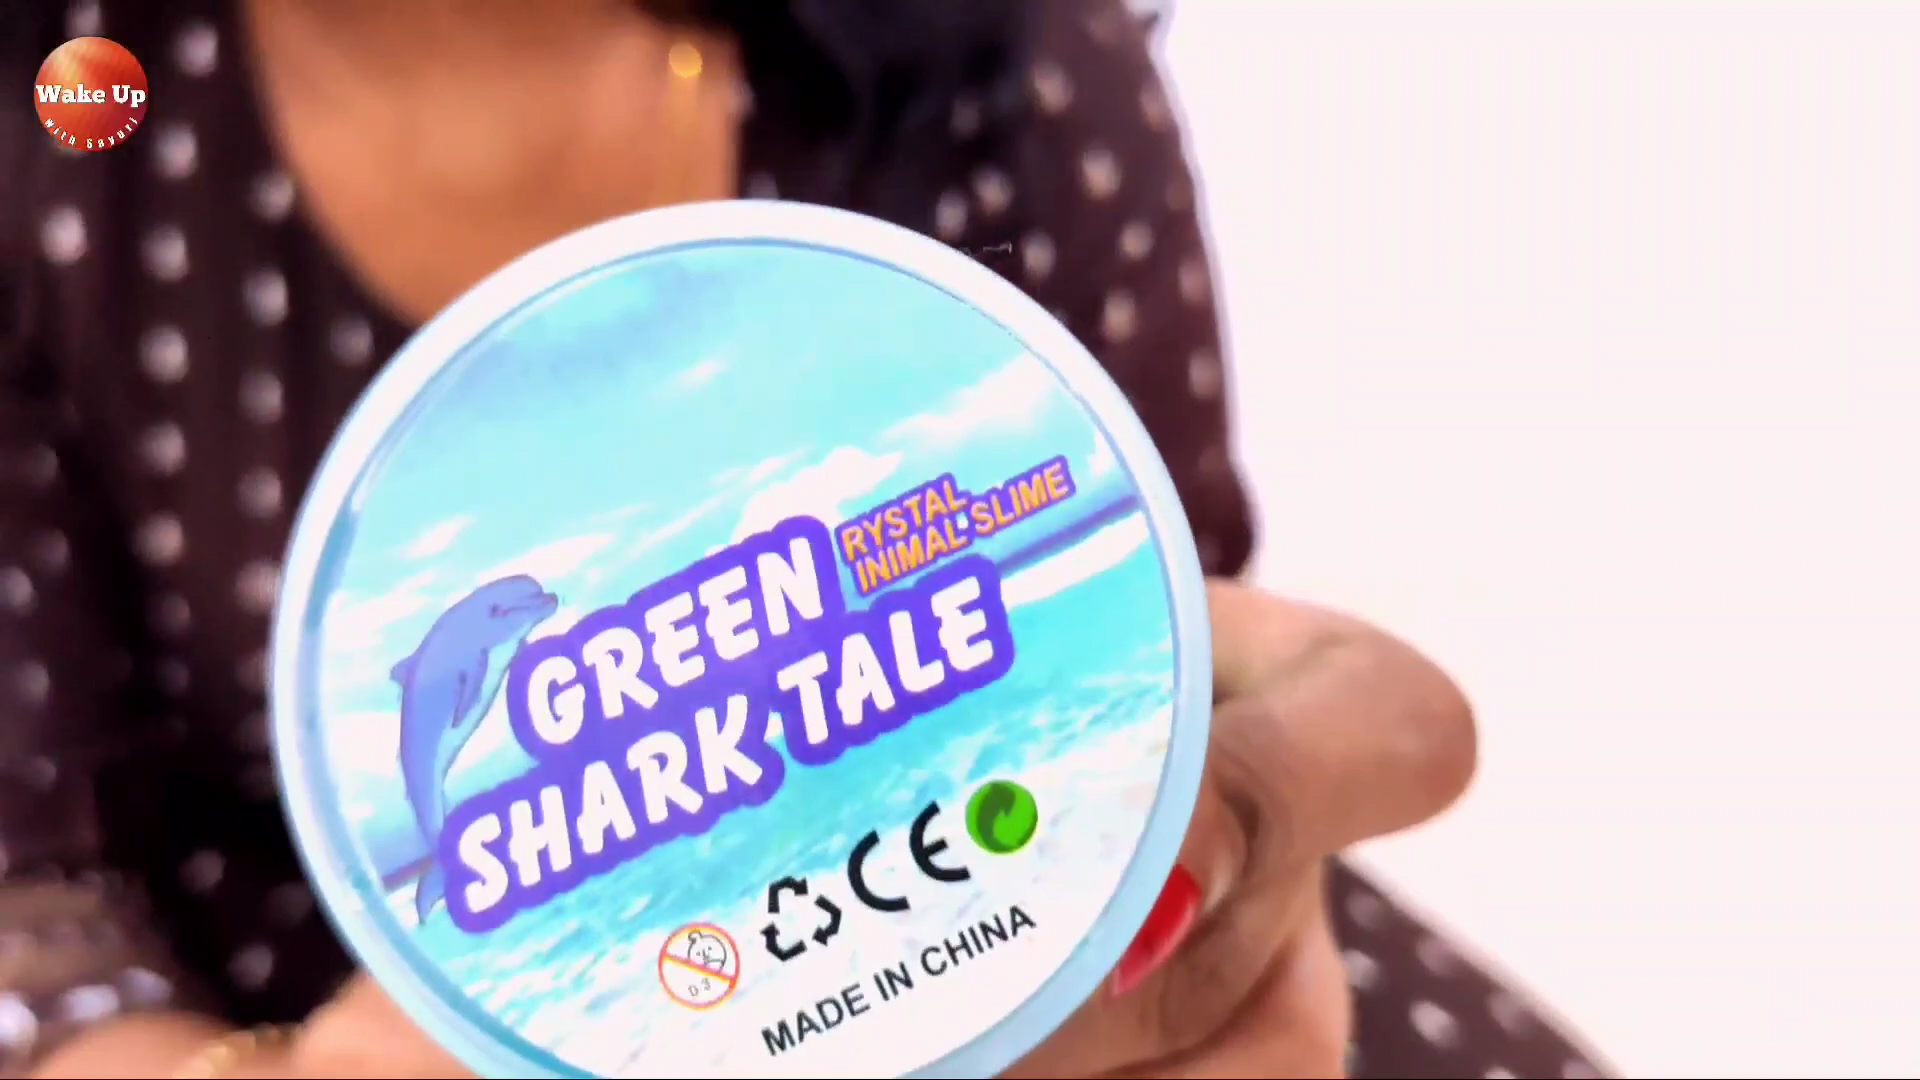 Wake Up
with Sayuri
RYSTAL
INIMAL SLIME
GREEN
SHARK TALE
CE
0-3
MADE IN CHINA